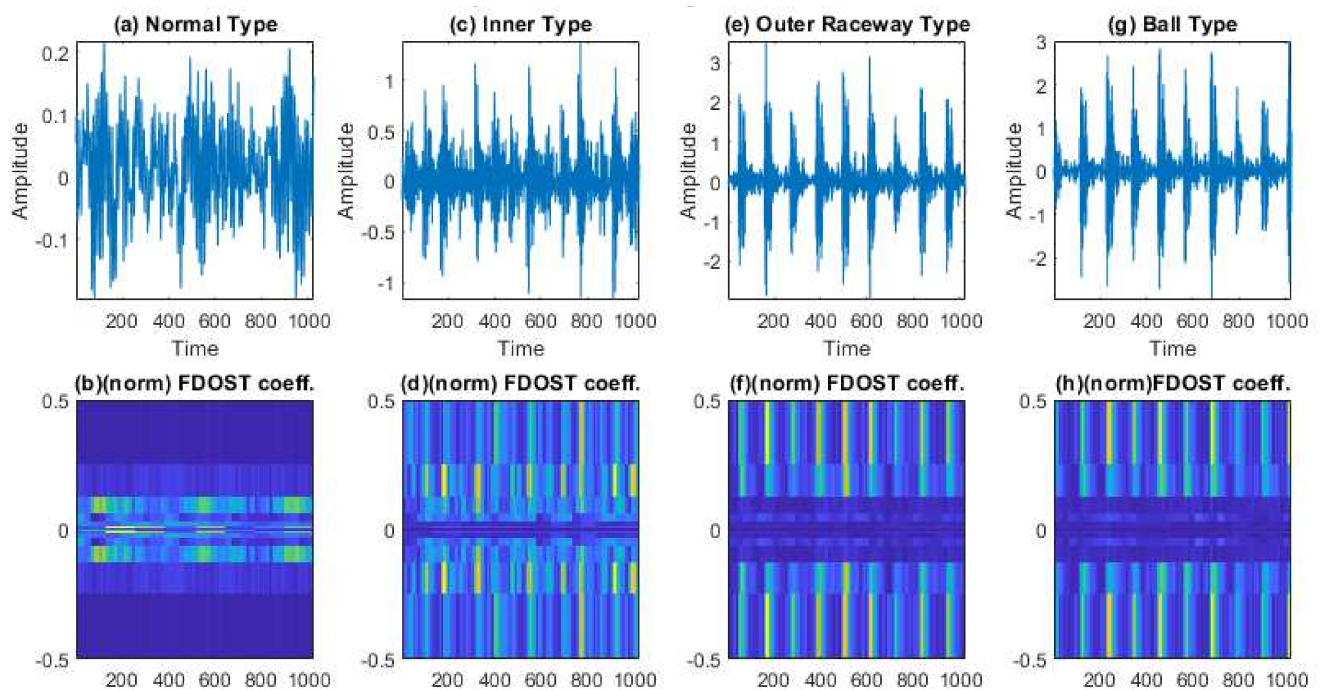 (a) Normal Type
0.2
0.1
0
-0.1
Amplitude
200 400 600 800 1000
Time
(c) Inner Type
1
0.5
0
-0.5
-1
Amplitude
200 400 600 800 1000
Time
(e) Outer Raceway Type
3
2
1
0
-1
-2
Amplitude
200 400 600 800 1000
Time
(g) Ball Type
3
2
1
0
-1
-2
Amplitude
200 400 600 800 1000
Time
(b)(norm) FDOST coeff.
0.5
0
-0.5
200 400 600 800 1000
(d)(norm) FDOST coeff.
0.5
0
-0.5
200 400 600 800 1000
(f)(norm) FDOST coeff.
0.5
0
-0.5
200 400 600 800 1000
(h)(norm)FDOST coeff.
0.5
0
-0.5
200 400 600 800 1000